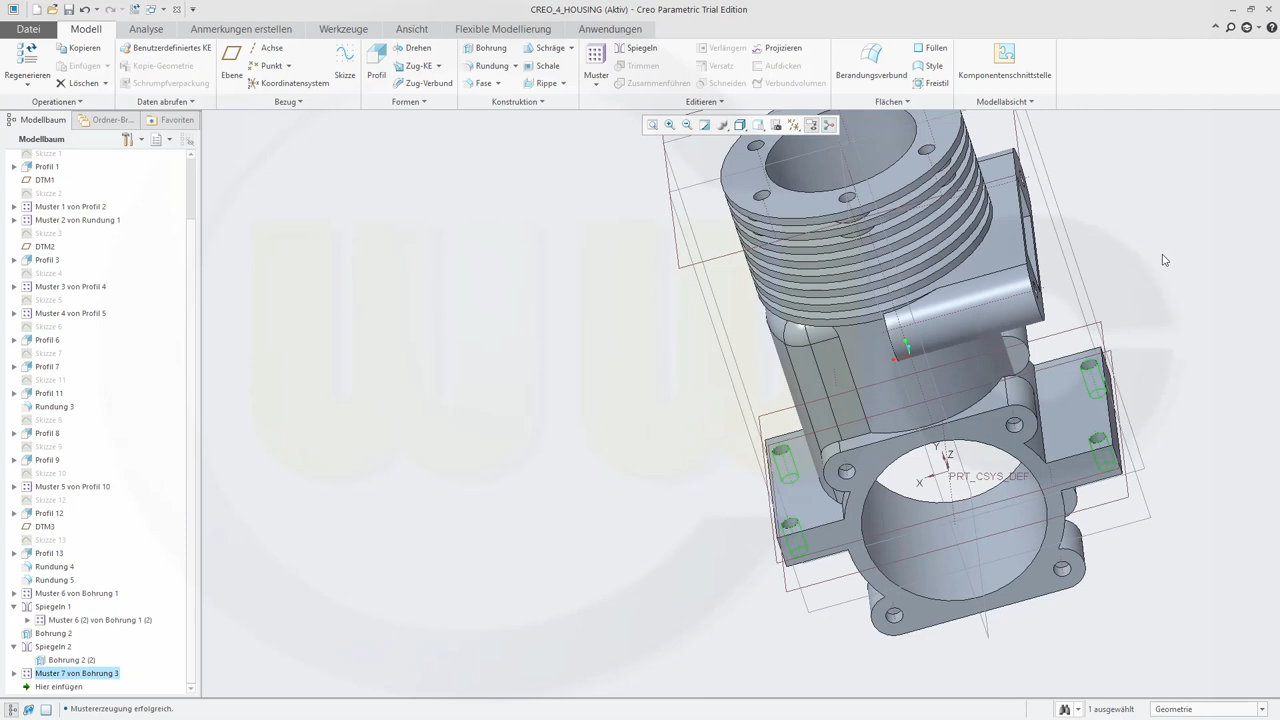 CREO_4_HOUSING (Aktiv) - Creo Parametric Trial Edition
Datei Modell Analyse Anmerkungen erstellen Werkzeuge Ansicht Flexible Modellierung Anwendungen
Regenerieren
Kopieren
Einfügen
Löschen
Operationen
Benutzerdefiniertes KE
Kopie-Geometrie
Schrumpfverpackung
Daten abrufen
Ebene
Achse
Punkt
Koordinatensystem
Skizze
Bezug
Profil
Drehen
Zug-KE
Zug-Verbund
Formen
Bohrung
Rundung
Fase
Schräge
Schale
Rippe
Konstruktion
Muster
Spiegeln
Trimmen
Zusammenführen
Verlängern
Versatz
Schneiden
Projizieren
Aufdicken
Verbundvolumen
Editieren
Berandungsverbund
Füllen
Style
Freistil
Flächen
Komponentenschnittstelle
Modellabsicht
Modellbaum Ordner-Br... Favoriten
Modellbaum
Skizze 1
Profil 1
DTM1
Skizze 2
Muster 1 von Profil 2
Muster 2 von Rundung 1
Skizze 3
DTM2
Profil 3
Skizze 4
Muster 3 von Profil 4
Skizze 5
Muster 4 von Profil 5
Skizze 6
Profil 6
Skizze 7
Profil 7
Skizze 11
Profil 11
Rundung 3
Skizze 8
Profil 8
Skizze 9
Profil 9
Skizze 10
Muster 5 von Profil 10
Skizze 12
Profil 12
DTM3
Skizze 13
Profil 13
Rundung 4
Rundung 5
Muster 6 von Bohrung 1
Spiegeln 1
Muster 6 (2) von Bohrung 1 (2)
Bohrung 2
Spiegeln 2
Bohrung 2 (2)
Muster 7 von Bohrung 3
Hier einfügen
Y
Z
X
PRT_CSYS_DEF
Mustererzeugung erfolgreich.
1 ausgewählt
Geometrie